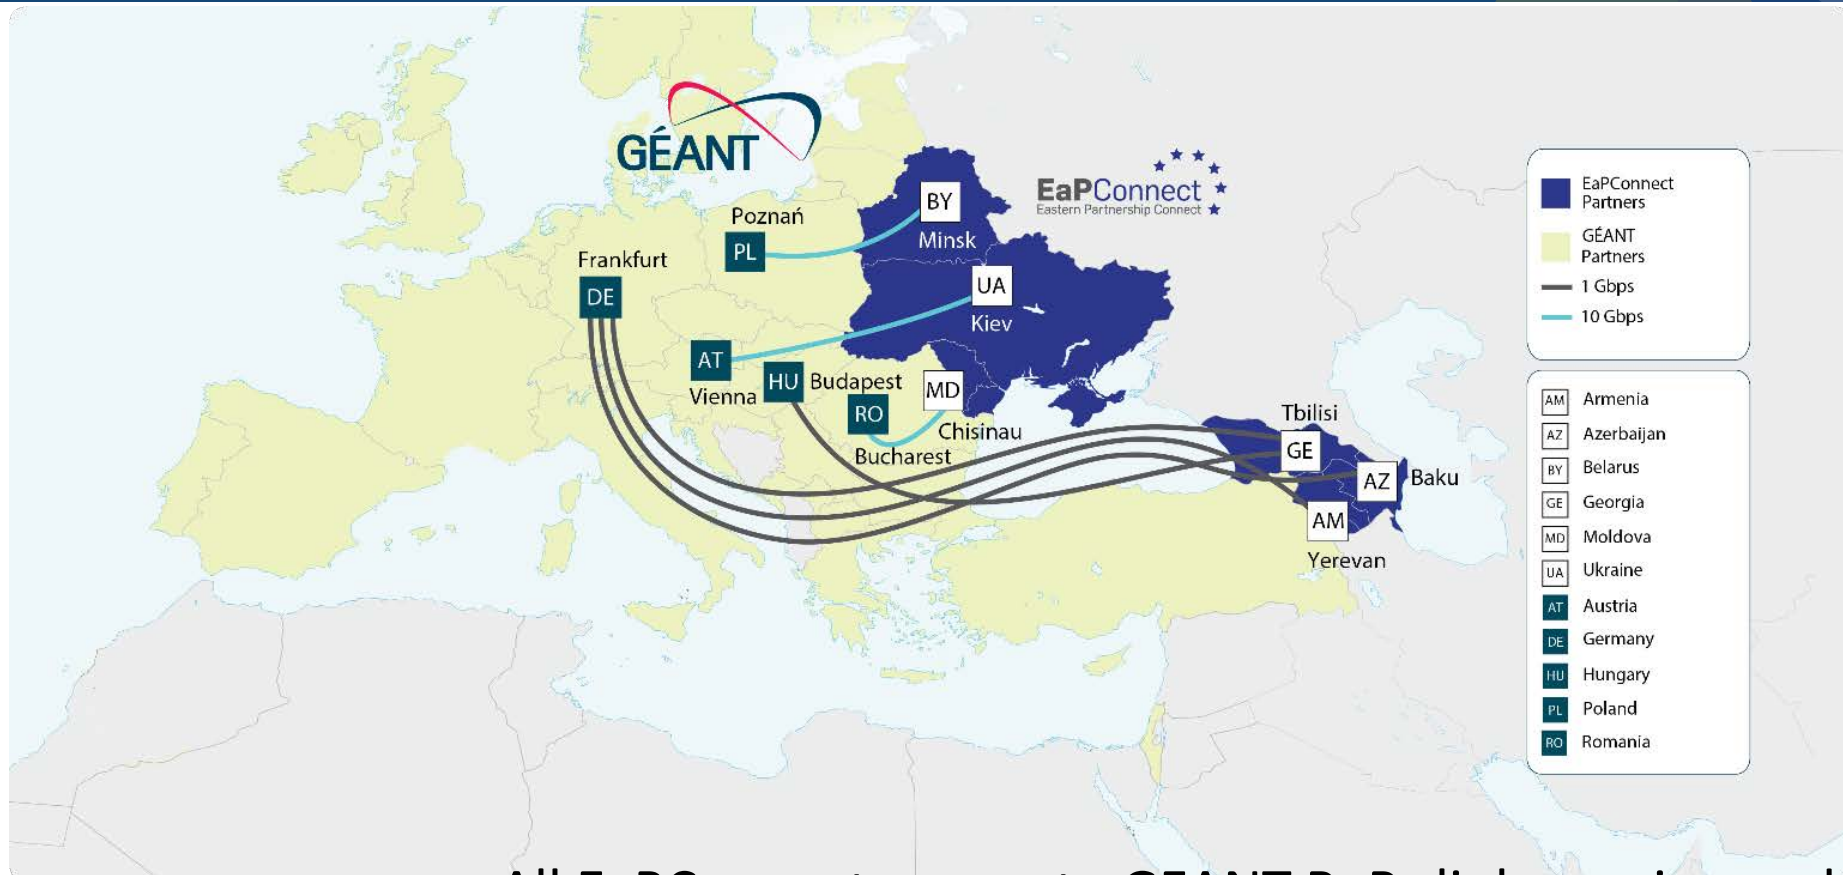 GÉANT
EaPConnect
Eastern Partnership Connect
BY
Minsk
Poznań
PL
Frankfurt
DE
UA
Kiev
AT
Vienna
HU
Budapest
RO
Bucharest
MD
Chisinau
Tbilisi
GE
AZ
Baku
AM
Yerevan
EaPConnect
Partners
GÉANT
Partners
1 Gbps
10 Gbps
AM Armenia
AZ Azerbaijan
BY Belarus
GE Georgia
MD Moldova
UA Ukraine
AT Austria
DE Germany
HU Hungary
PL Poland
RO Romania